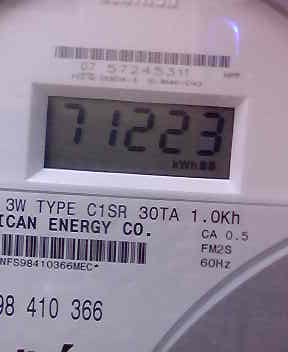 07 57245311
71223
kWh
3W TYPE C1SR 30TA 1.0Kh
ICAN ENERGY CO.
CA 0.5
FM2S
NFS98410366MEC*
60Hz
98 410 366